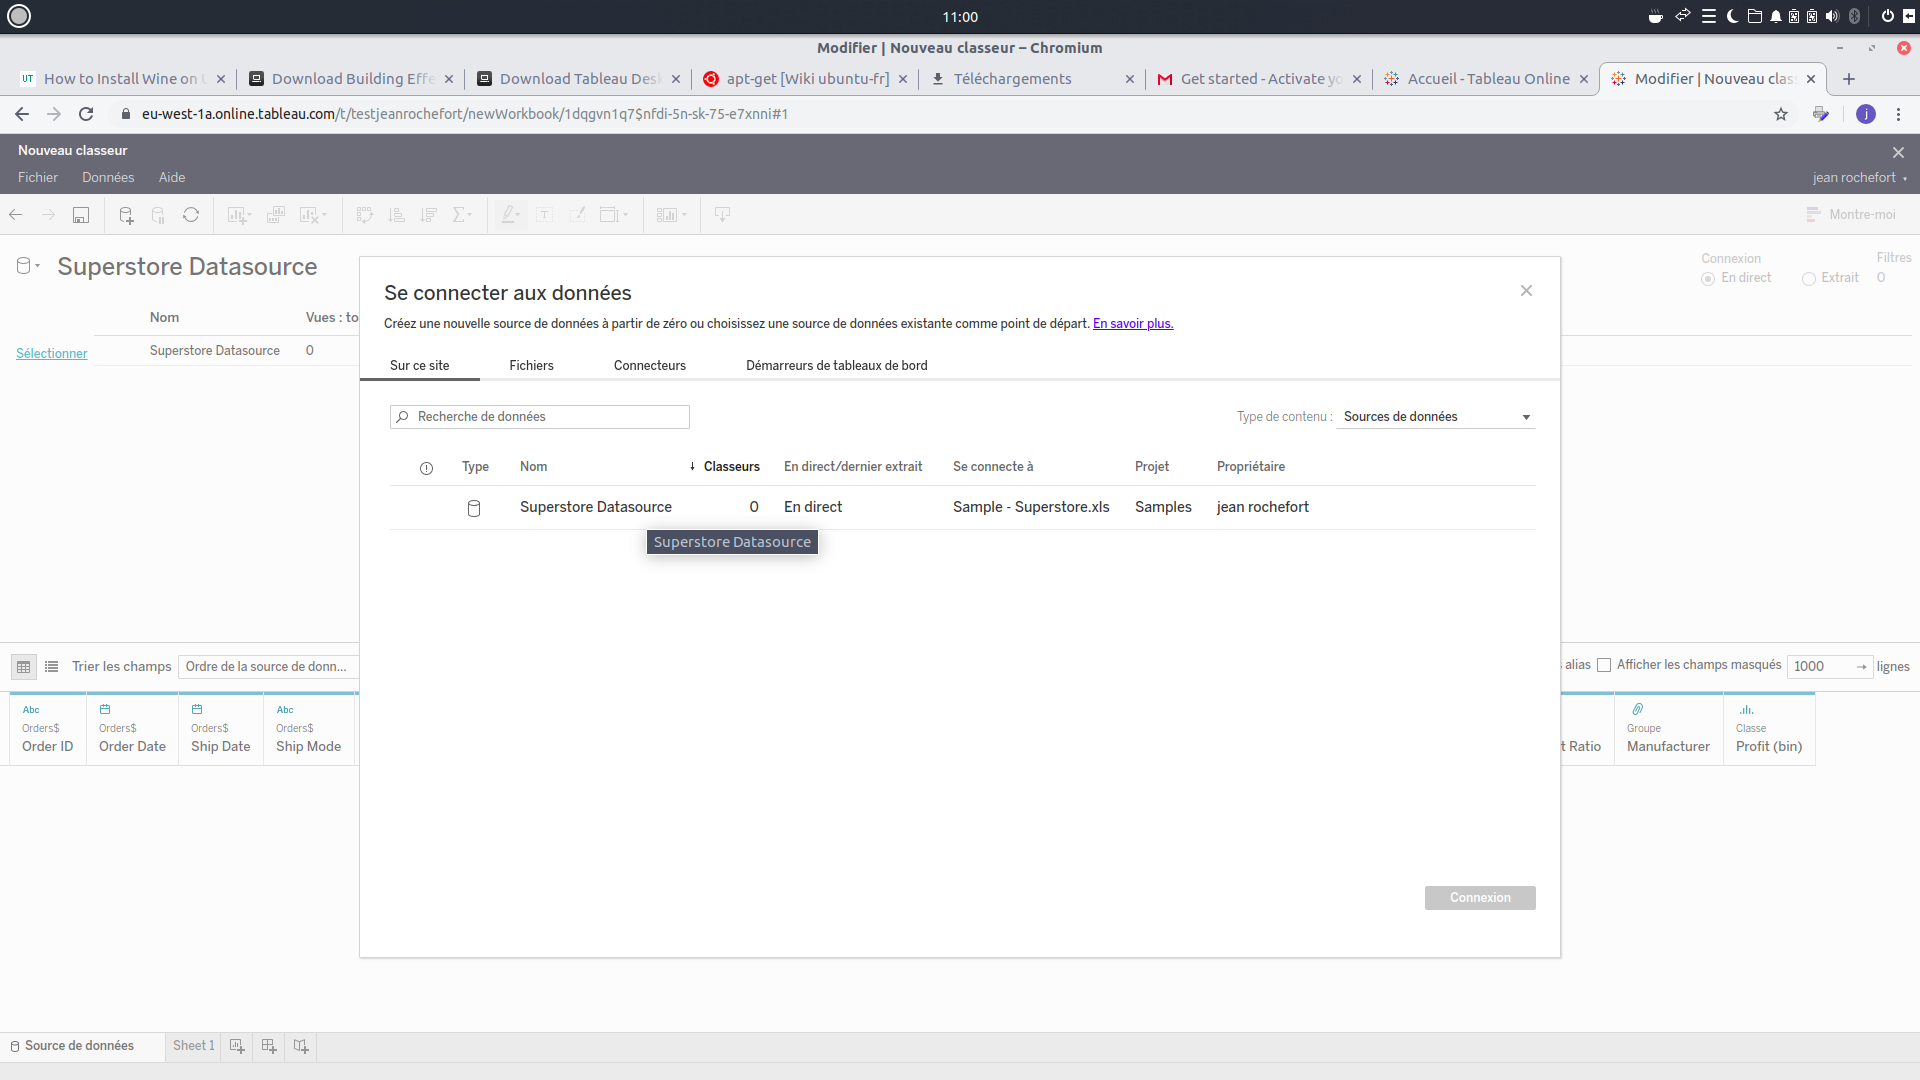 11:00
Modifier | Nouveau classeur – Chromium
How to Install Wine on
Download Building Effe
Download Tableau Des
apt-get [Wiki ubuntu-fr]
Téléchargements
Get started - Activate yo
Accueil - Tableau Online
Modifier | Nouveau clas
eu-west-1a.online.tableau.com/t/testjeanrochefort/newWorkbook/1dqgvn1q7$nfdi-5n-sk-75-e7xnni#1
j
Nouveau classeur
Fichier Données Aide
jean rochefort
Montre-moi
Superstore Datasource
Connexion
En direct Extrait
Filtres
0
Nom Vues : to
Sélectionner Superstore Datasource 0
Se connecter aux données
Créez une nouvelle source de données à partir de zéro ou choisissez une source de données existante comme point de départ. En savoir plus.
Sur ce site Fichiers Connecteurs Démarreurs de tableaux de bord
Recherche de données
Type de contenu : Sources de données
Type Nom Classeurs En direct/dernier extrait Se connecte à Projet Propriétaire
Superstore Datasource 0 En direct Sample - Superstore.xls Samples jean rochefort
Superstore Datasource
Connexion
Trier les champs Ordre de la source de donn...
alias Afficher les champs masqués 1000 lignes
Abc
Orders$
Order ID
Orders$
Order Date
Orders$
Ship Date
Abc
Orders$
Ship Mode
t Ratio
Groupe
Manufacturer
Classe
Profit (bin)
Source de données Sheet 1